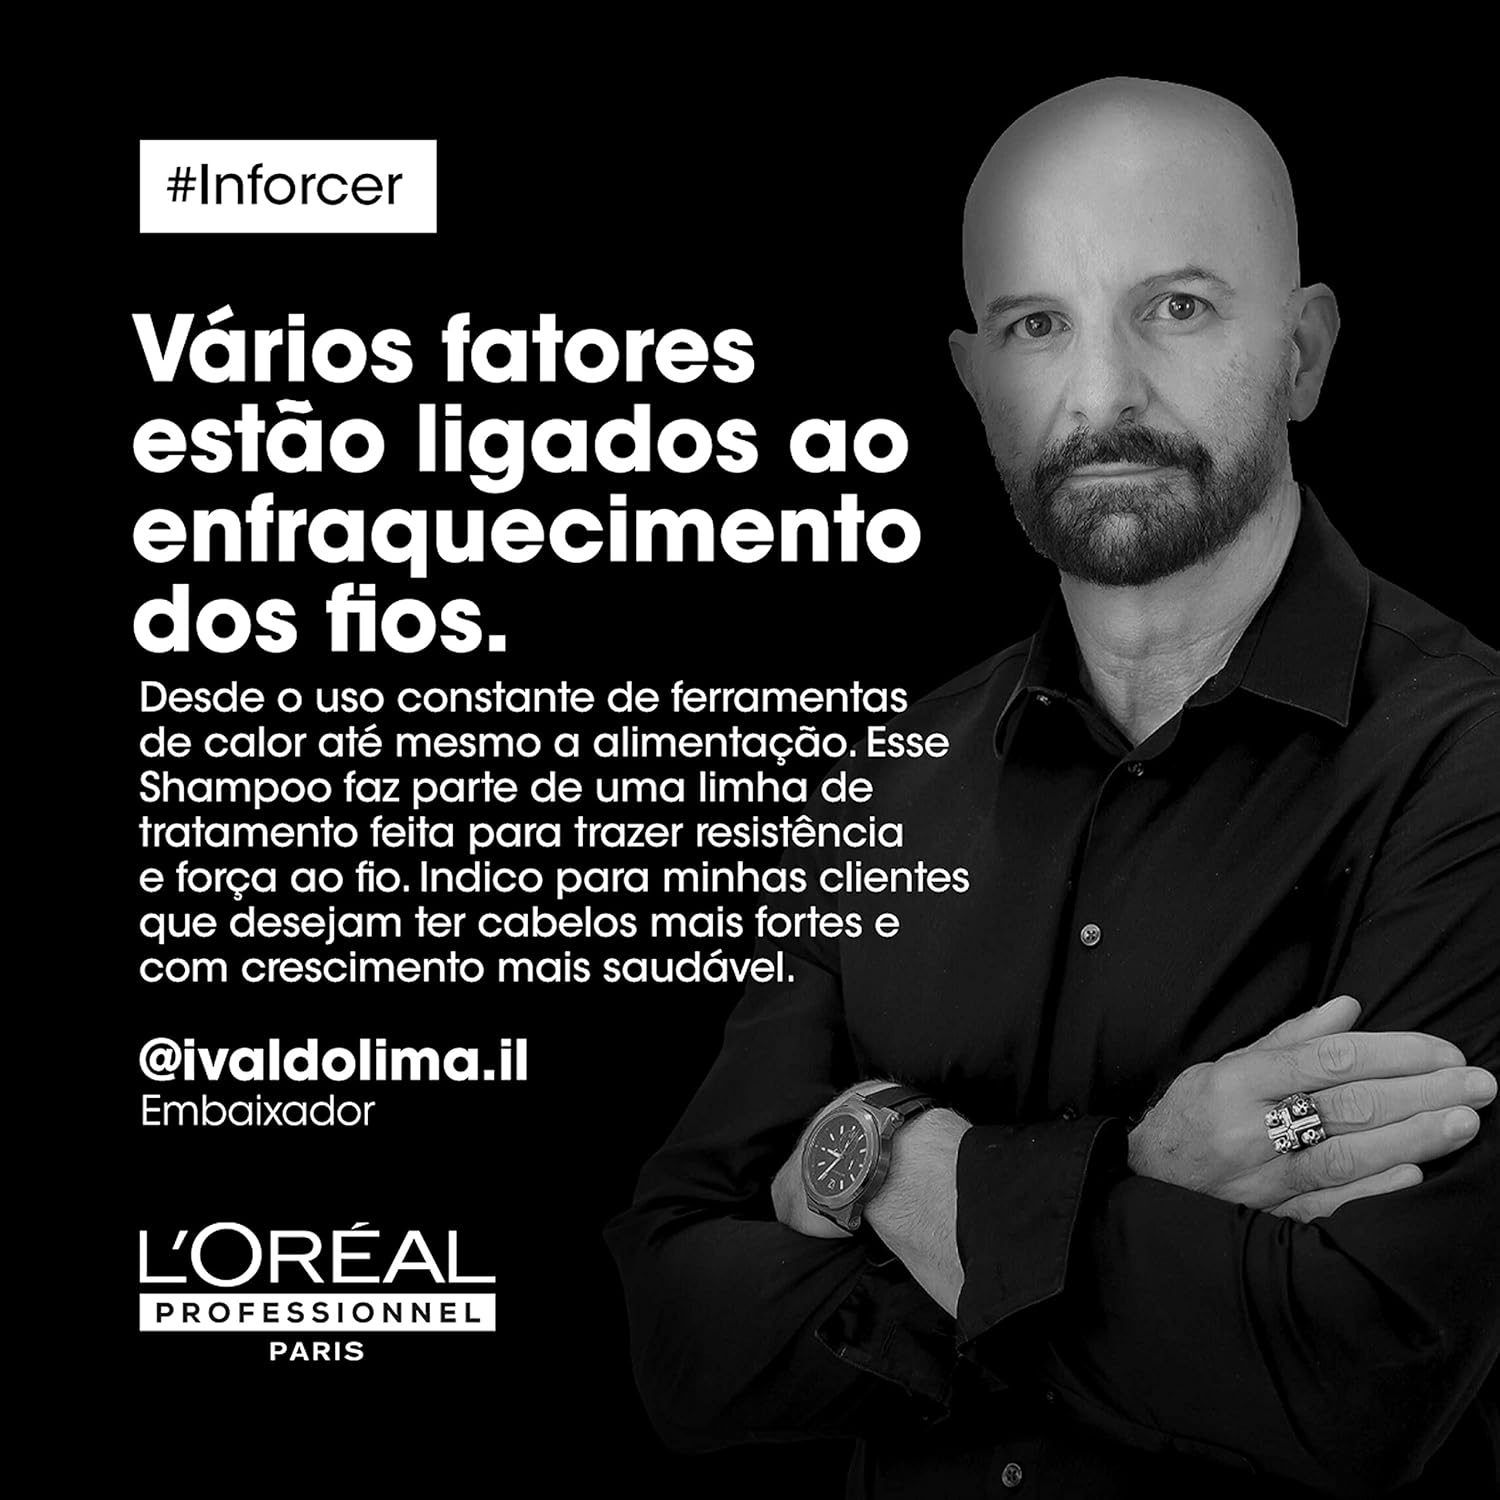 #Inforcer
Vários fatores
estão ligados ao
enfraquecimento
dos fios.
Desde o uso constante de ferramentas
de calor até mesmo a alimentação. Esse
Shampoo faz parte de uma limha de
tratamento feita para trazer resistência
e força ao fio. Indico para minhas clientes
que desejam ter cabelos mais fortes e
com crescimento mais saudável.
@ivaldolima.il
Embaixador
L'ORÉAL
PROFESSIONNEL
PARIS